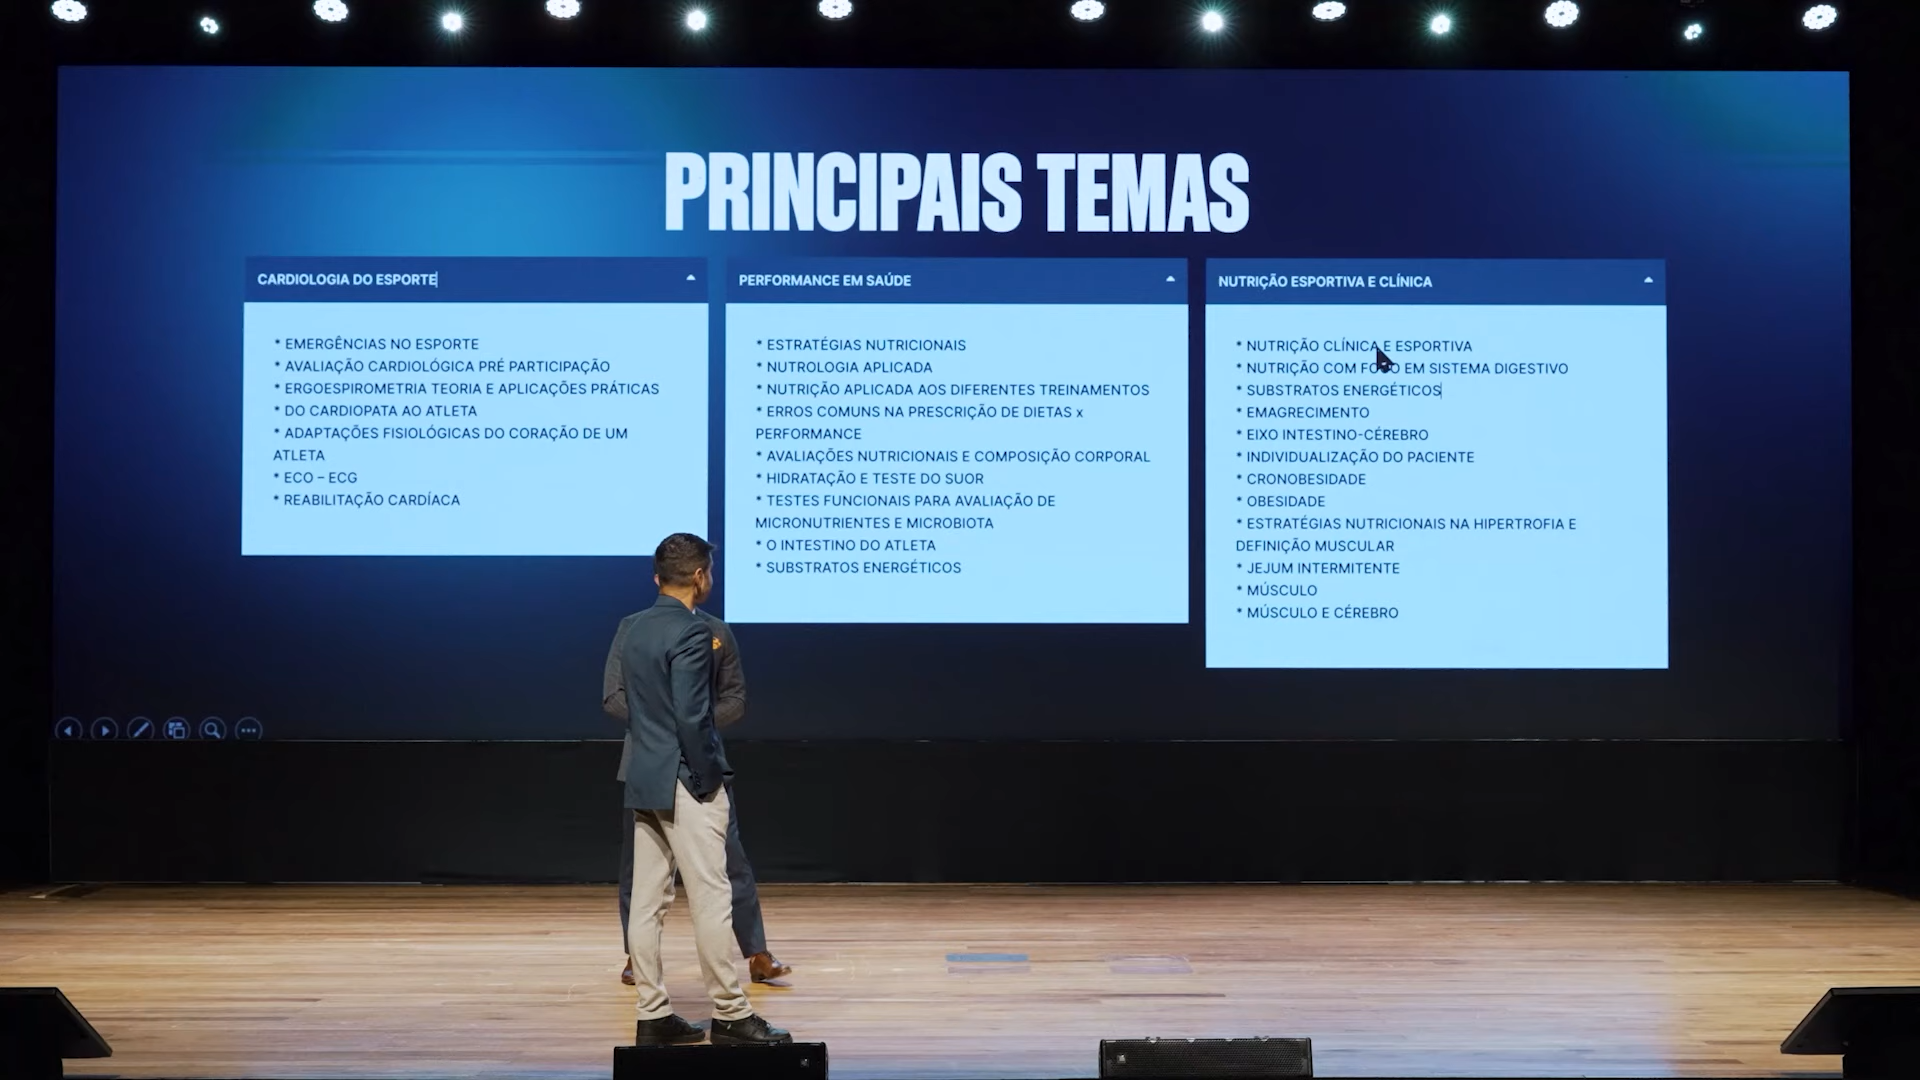 PRINCIPAIS TEMAS
CARDIOLOGIA DO ESPORTE
* EMERGÊNCIAS NO ESPORTE
* AVALIAÇÃO CARDIOLÓGICA PRÉ PARTICIPAÇÃO
* ERGOESPIROMETRIA TEORIA E APLICAÇÕES PRÁTICAS
* DO CARDIOPATA AO ATLETA
* ADAPTAÇÕES FISIOLÓGICAS DO CORAÇÃO DE UM
ATLETA
* ECO – ECG
* REABILITAÇÃO CARDÍACA
PERFORMANCE EM SAÚDE
* ESTRATÉGIAS NUTRICIONAIS
* NUTROLOGIA APLICADA
* NUTRIÇÃO APLICADA AOS DIFERENTES TREINAMENTOS
* ERROS COMUNS NA PRESCRIÇÃO DE DIETAS x
PERFORMANCE
* AVALIAÇÕES NUTRICIONAIS E COMPOSIÇÃO CORPORAL
* HIDRATAÇÃO E TESTE DO SUOR
* TESTES FUNCIONAIS PARA AVALIAÇÃO DE
MICRONUTRIENTES E MICROBIOTA
* O INTESTINO DO ATLETA
* SUBSTRATOS ENERGÉTICOS
NUTRIÇÃO ESPORTIVA E CLÍNICA
* NUTRIÇÃO CLÍNICA E ESPORTIVA
* NUTRIÇÃO COM FOCO EM SISTEMA DIGESTIVO
* SUBSTRATOS ENERGÉTICOS
* EMAGRECIMENTO
* EIXO INTESTINO-CÉREBRO
* INDIVIDUALIZAÇÃO DO PACIENTE
* CRONOBESIDADE
* OBESIDADE
* ESTRATÉGIAS NUTRICIONAIS NA HIPERTROFIA E
DEFINIÇÃO MUSCULAR
* JEJUM INTERMITENTE
* MÚSCULO
* MÚSCULO E CÉREBRO